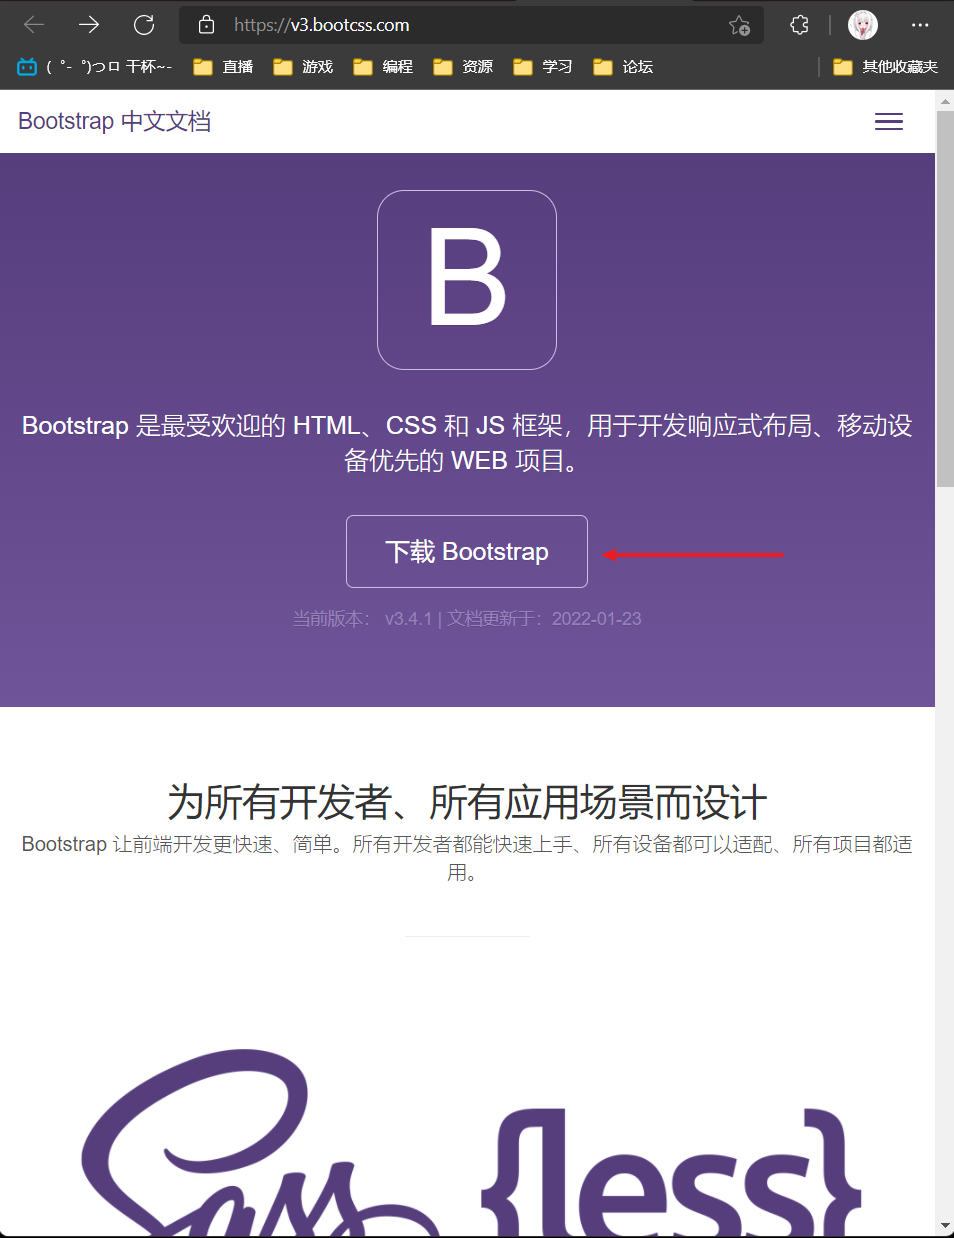 https://v3.bootcss.com
( ゜- ゜)つロ 干杯~-
直播
游戏
编程
资源
学习
论坛
其他收藏夹
Bootstrap 中文文档
B
Bootstrap 是最受欢迎的 HTML、CSS 和 JS 框架，用于开发响应式布局、移动设
备优先的 WEB 项目。
下载 Bootstrap
当前版本： v3.4.1 | 文档更新于：2022-01-23
为所有开发者、所有应用场景而设计
Bootstrap 让前端开发更快速、简单。所有开发者都能快速上手、所有设备都可以适配、所有项目都适
用。
Sass
{less}